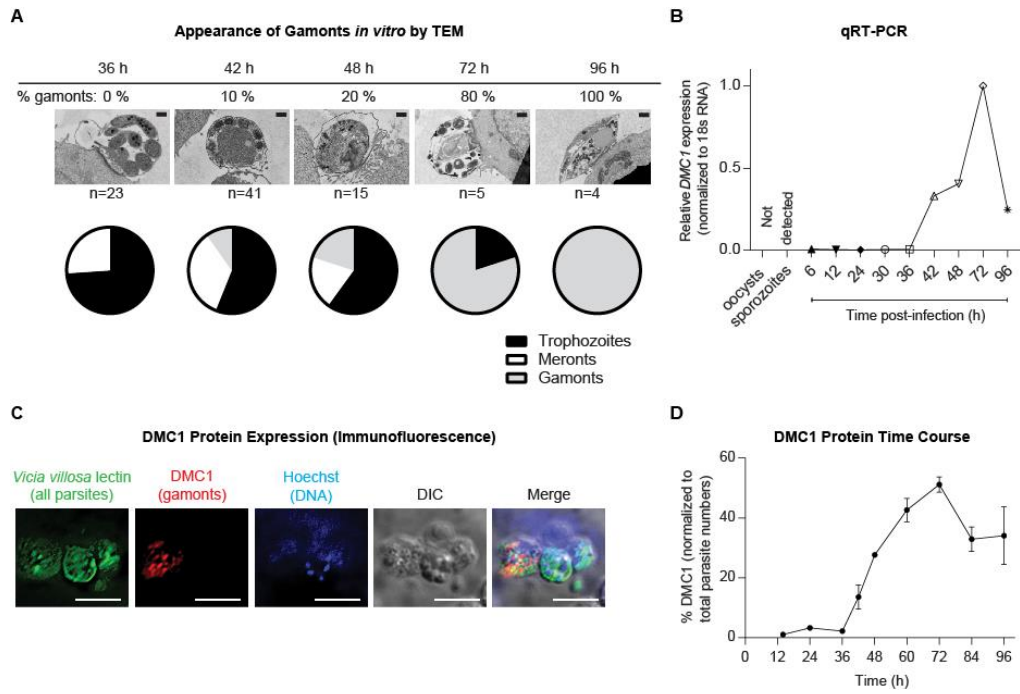 A
Appearance of Gamonts in vitro by TEM
36 h 42 h 48 h 72 h 96 h
% gamonts: 0 % 10 % 20 % 80 % 100 %
n=23 n=41 n=15 n=5 n=4
Trophozoites
Meronts
Gamonts
B
qRT-PCR
Relative DMC1 expression
(normalized to 18s RNA)
1.0
0.5
0.0
Not
detected
oocysts
sporozoites
6 12 24 30 36 42 48 72 96
Time post-infection (h)
C
DMC1 Protein Expression (Immunofluorescence)
Vicia villosa lectin
(all parsites)
DMC1
(gamonts)
Hoechst
(DNA)
DIC
Merge
D
DMC1 Protein Time Course
% DMC1 (normalized to
total parasite numbers)
60
40
20
0
0 12 24 36 48 60 72 84 96
Time (h)